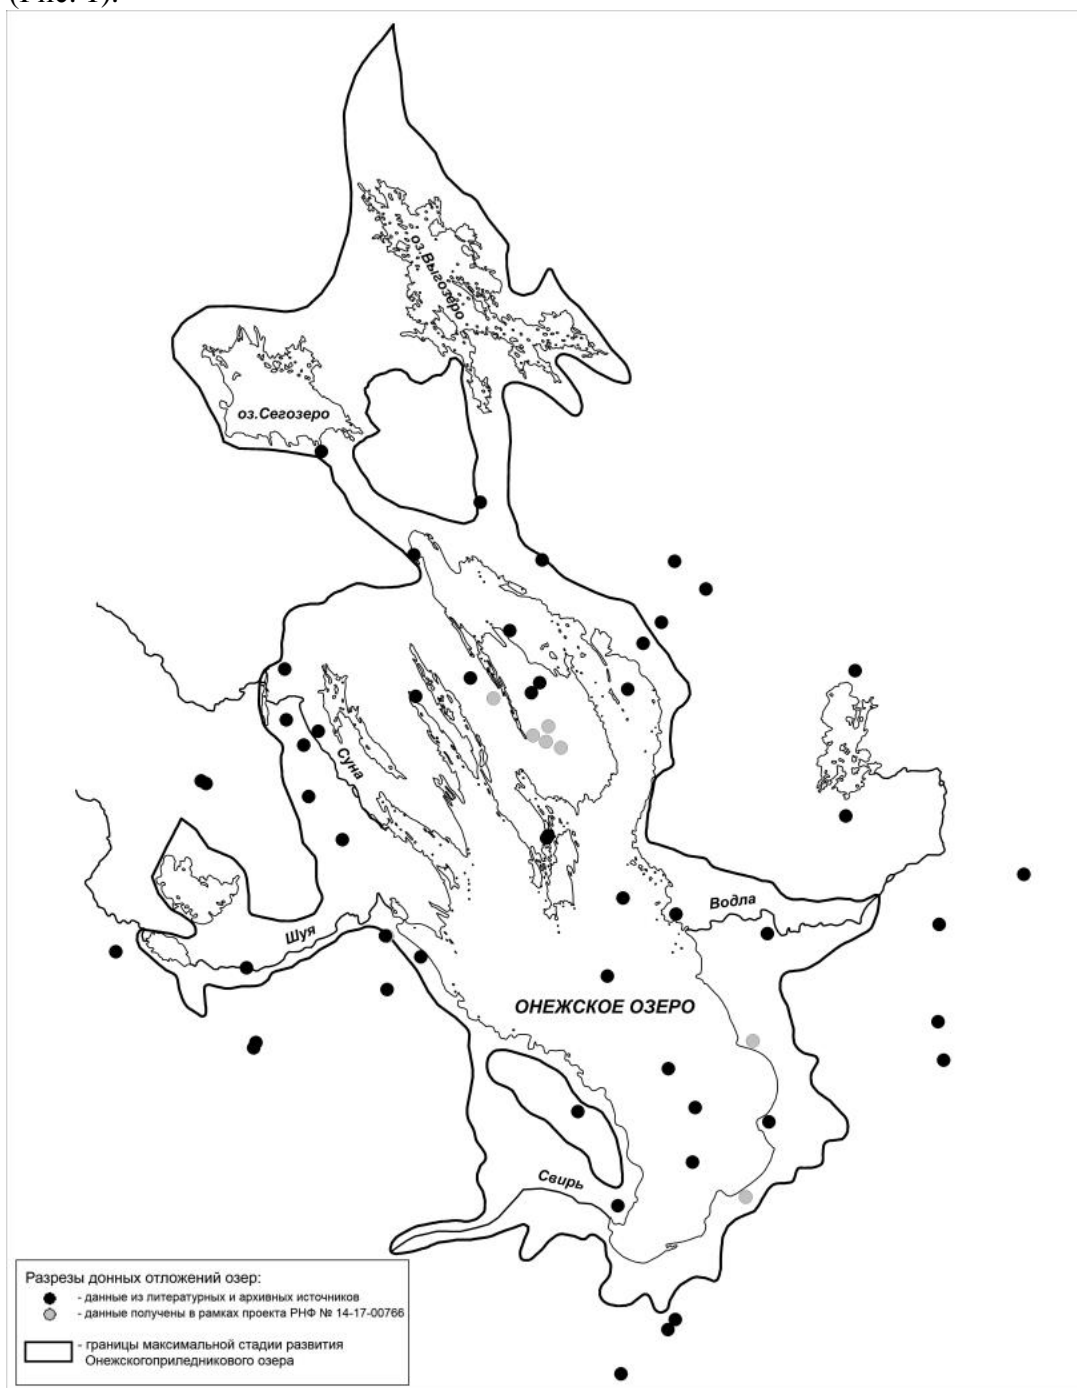 (Рис. 1).
оз.Выгозеро
оз.Сегозеро
Суна
Водла
Шуя
ОНЕЖСКОЕ ОЗЕРО
Свирь
Разрезы донных отложений озер:
- данные из литературных и архивных источников
- данные получены в рамках проекта РНФ № 14-17-00766
- границы максимальной стадии развития
Онежскогоприледникового озера